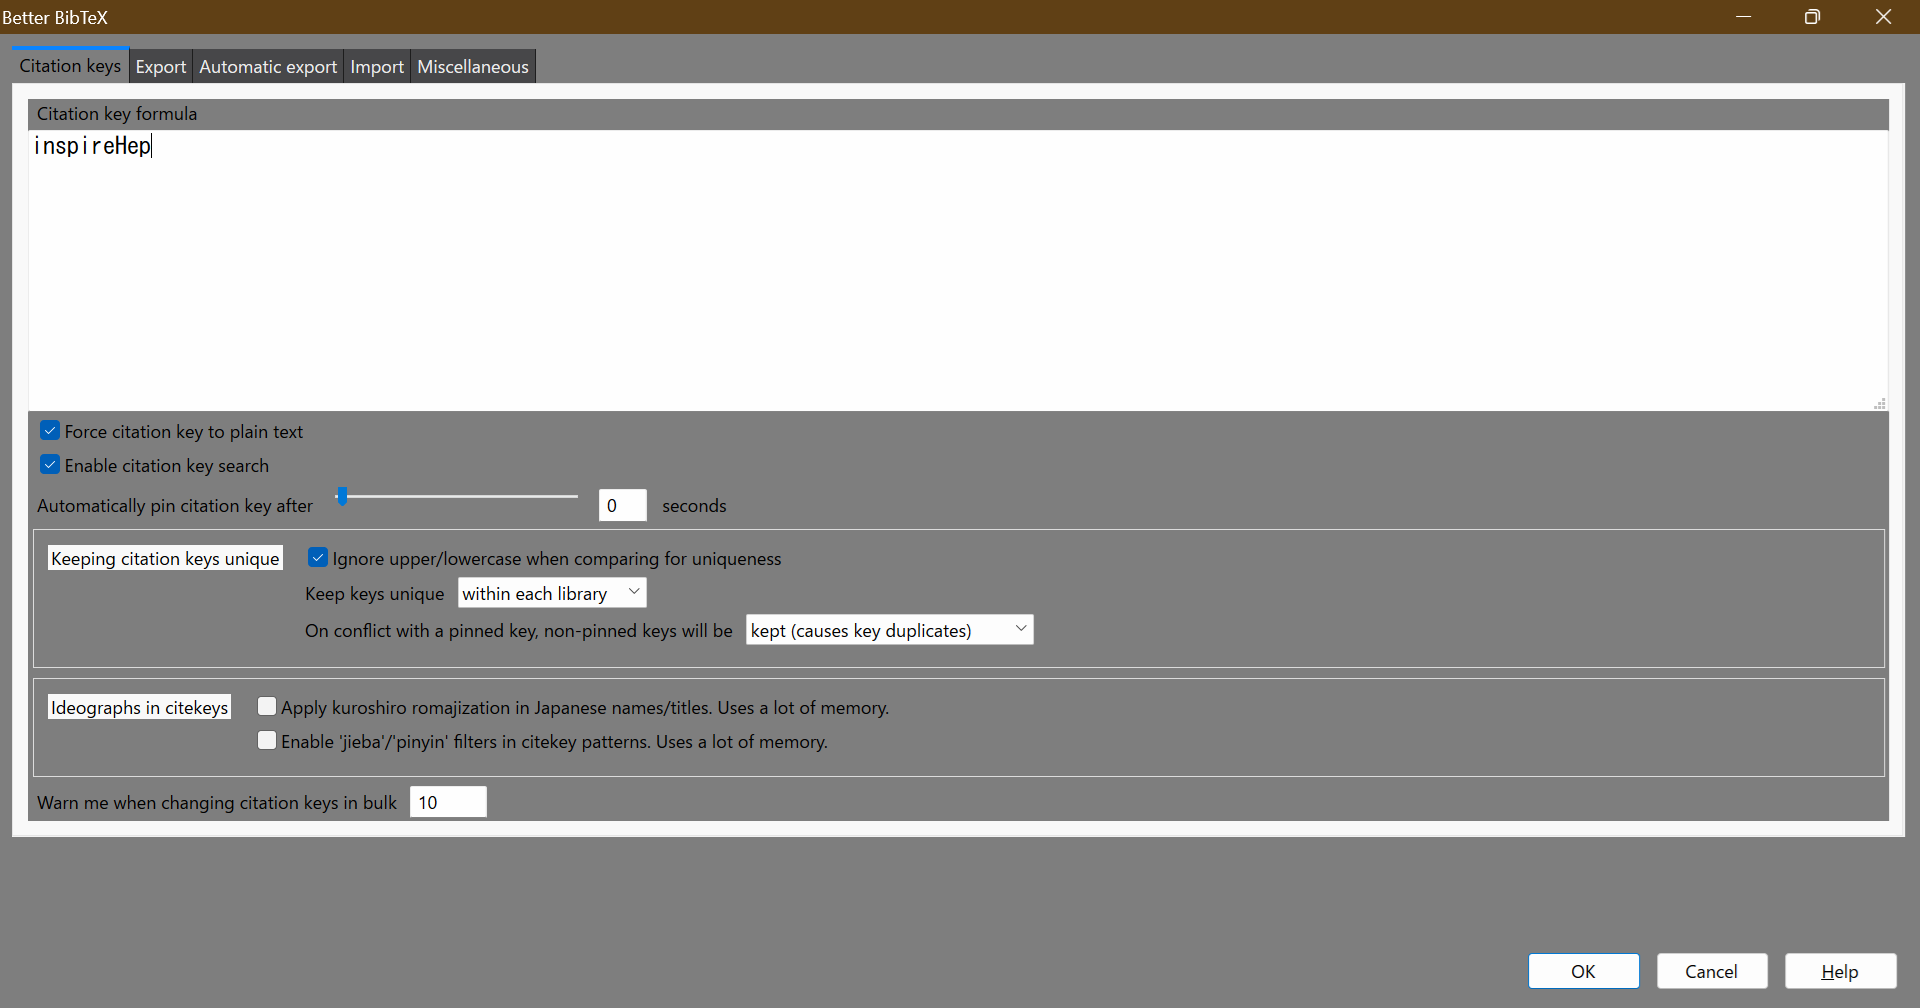 Better BibTeX
Citation keys Export Automatic export Import Miscellaneous
Citation key formula
inspireHep
Force citation key to plain text
Enable citation key search
Automatically pin citation key after 0 seconds
Keeping citation keys unique Ignore upper/lowercase when comparing for uniqueness
Keep keys unique within each library
On conflict with a pinned key, non-pinned keys will be kept (causes key duplicates)
Ideographs in citekeys Apply kuroshiro romajization in Japanese names/titles. Uses a lot of memory.
Enable 'jieba'/'pinyin' filters in citekey patterns. Uses a lot of memory.
Warn me when changing citation keys in bulk 10
OK Cancel Help